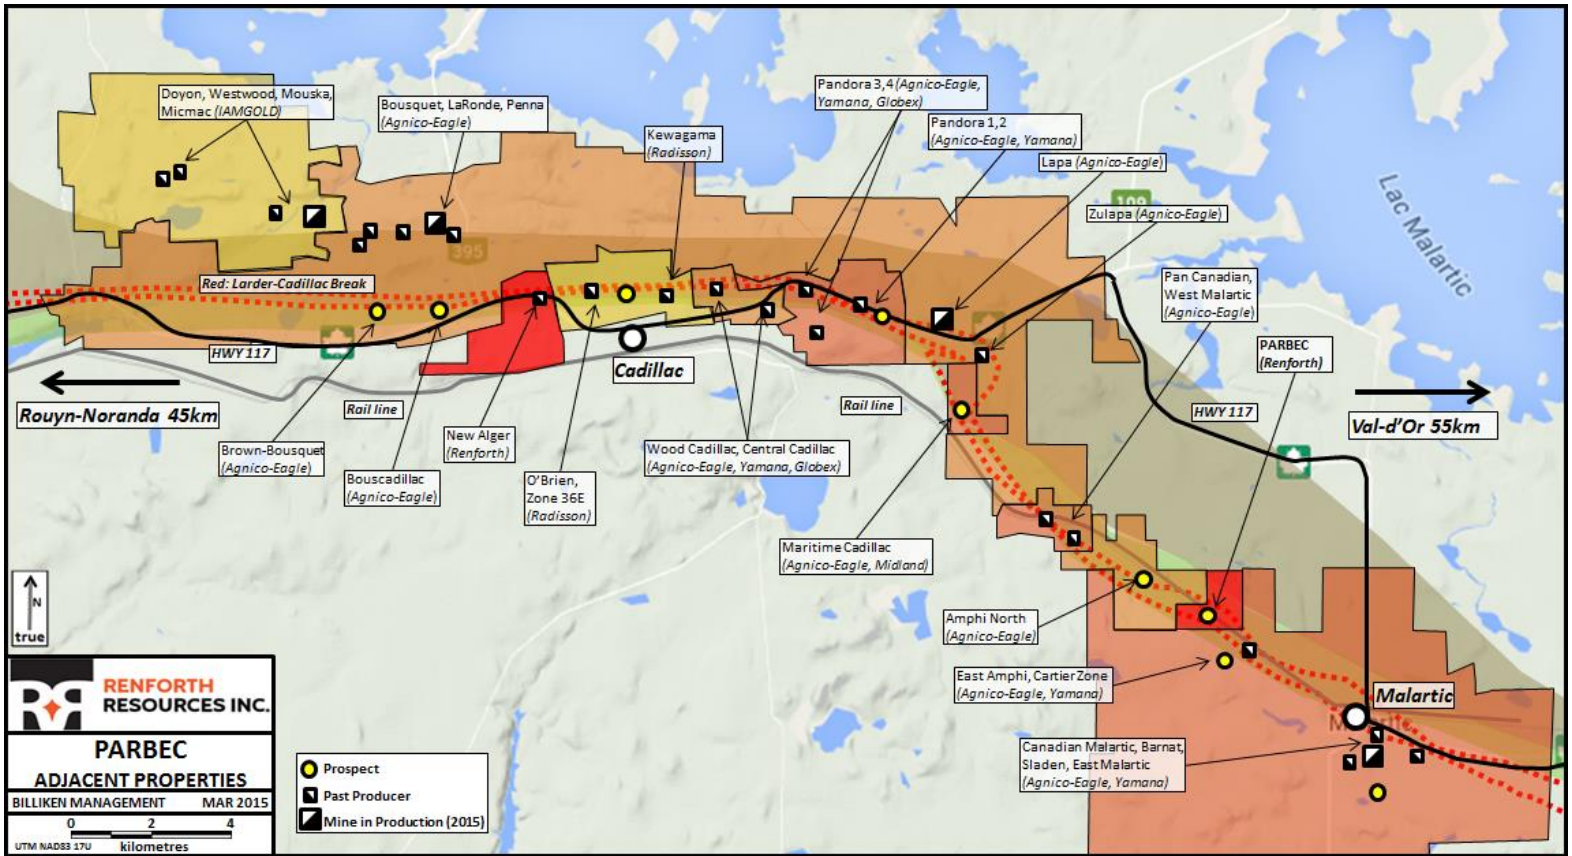 Doyon, Westwood, Mouska,
Micmac (IAMGOLD)
Bousquet, LaRonde, Penna
(Agnico-Eagle)
Kewagama
(Radisson)
Pandora 3,4 (Agnico-Eagle,
Yamana, Globex)
Pandora 1,2
(Agnico-Eagle, Yamana)
Lapa (Agnico-Eagle)
109
Zulapa (Agnico-Eagle)
Lac Malartic
395
Red: Larder-Cadillac Break
Pan Canadian,
West Malartic
(Agnico-Eagle)
PARBEC
(Renforth)
HWY 117
Cadillac
Rouyn-Noranda 45km
Rail line
Rail line
HWY 117
Val-d'Or 55km
Brown-Bousquet
(Agnico-Eagle)
Bouscadillac
(Agnico-Eagle)
New Alger
(Renforth)
O'Brien,
Zone 36E
(Radisson)
Wood Cadillac, Central Cadillac
(Agnico-Eagle, Yamana, Globex)
Maritime Cadillac
(Agnico-Eagle, Midland)
Amphi North
(Agnico-Eagle)
East Amphi, Cartier Zone
(Agnico-Eagle, Yamana)
Malartic
Canadian Malartic, Barnat,
Sladen, East Malartic
(Agnico-Eagle, Yamana)
N
true
RENFORTH
RESOURCES INC.
PARBEC
ADJACENT PROPERTIES
BILLIKEN MANAGEMENT MAR 2015
0 2 4
UTM NAD83 17U kilometres
Prospect
Past Producer
Mine in Production (2015)